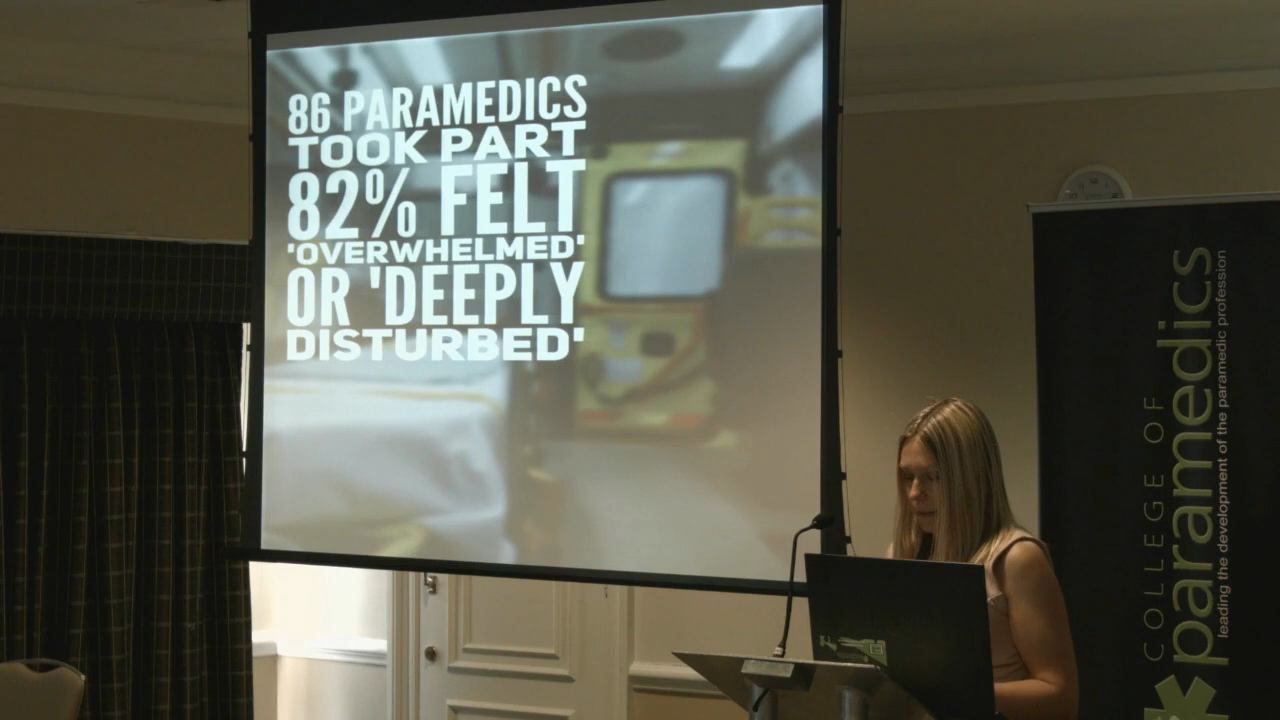 86 PARAMEDICS
TOOK PART
82% FELT
'OVERWHELMED'
OR 'DEEPLY
DISTURBED'
COLLEGE OF
paramedics
leading the development of the paramedic profession